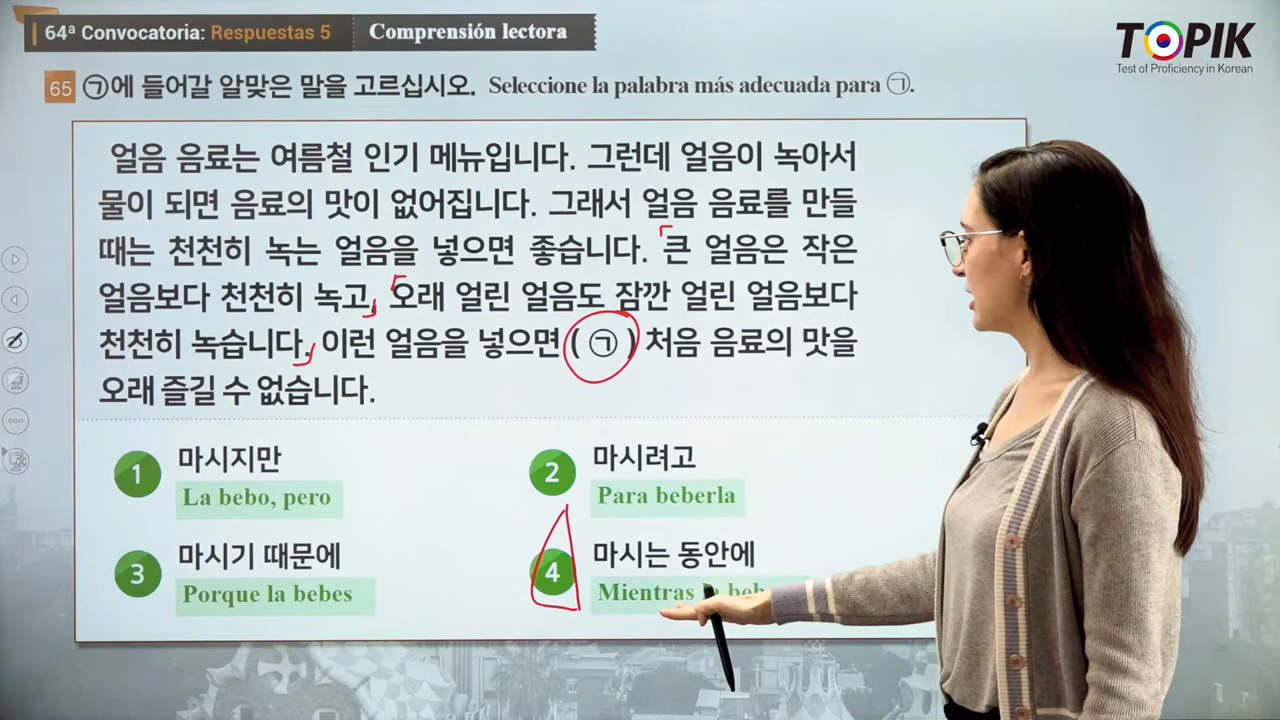 64ª Convocatoria: Respuestas 5 Comprensión lectora
TOPIK
Test of Proficiency in Korean
65 ㉠에 들어갈 알맞은 말을 고르십시오. Seleccione la palabra más adecuada para ㉠.
얼음 음료는 여름철 인기 메뉴입니다. 그런데 얼음이 녹아서
물이 되면 음료의 맛이 없어집니다. 그래서 얼음 음료를 만들
때는 천천히 녹는 얼음을 넣으면 좋습니다. 큰 얼음은 작은
얼음보다 천천히 녹고, 오래 얼린 얼음도 잠깐 얼린 얼음보다
천천히 녹습니다. 이런 얼음을 넣으면 ( ㉠ ) 처음 음료의 맛을
오래 즐길 수 없습니다.
1 마시지만
La bebo, pero
2 마시려고
Para beberla
3 마시기 때문에
Porque la bebes
4 마시는 동안에
Mientras